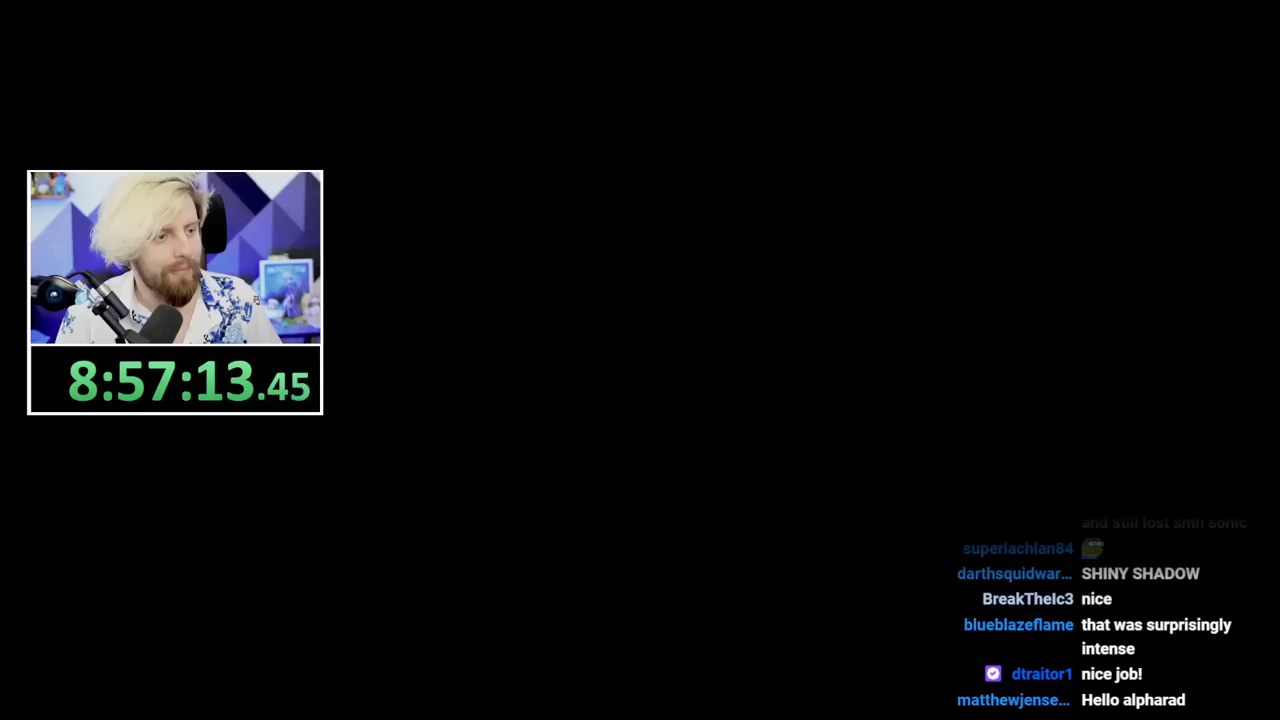 8:57:13.45
and still lost smh sonic
superlachlan84
darthsquidwar… SHINY SHADOW
BreakTheIc3 nice
blueblazeflame that was surprisingly
intense
dtraitor1 nice job!
matthewjense… Hello alpharad